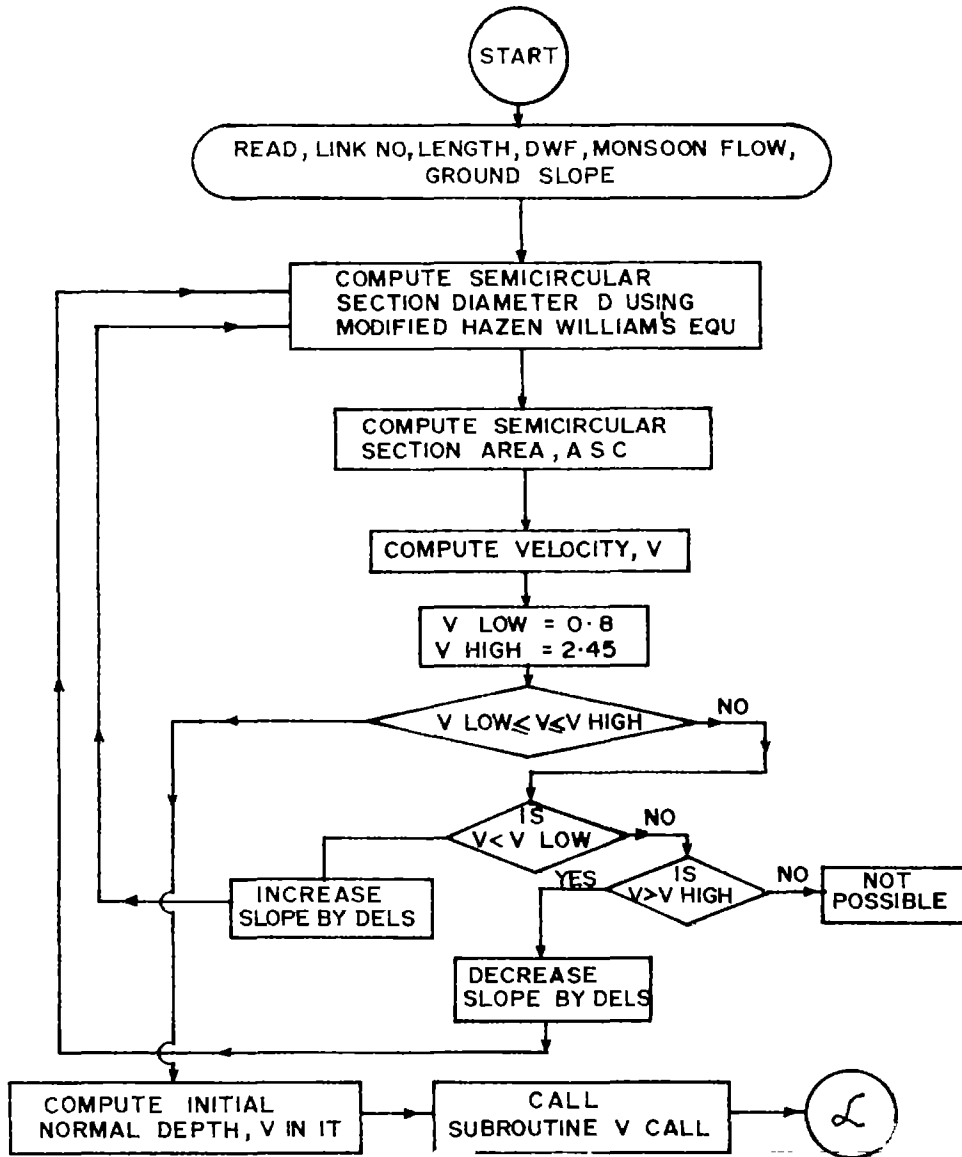 START
READ, LINK NO, LENGTH, DWF, MONSOON FLOW,
GROUND SLOPE
COMPUTE SEMICIRCULAR
SECTION DIAMETER D USING
MODIFIED HAZEN WILLIAM'S EQU
COMPUTE SEMICIRCULAR
SECTION AREA, A S C
COMPUTE VELOCITY, V
V LOW = 0.8
V HIGH = 2.45
V LOW ≤ V ≤ V HIGH
NO
IS
V < V LOW
NO
INCREASE
SLOPE BY DELS
YES
IS
V > V HIGH
NO
NOT
POSSIBLE
DECREASE
SLOPE BY DELS
COMPUTE INITIAL
NORMAL DEPTH, V IN IT
CALL
SUBROUTINE V CALL
ℒ